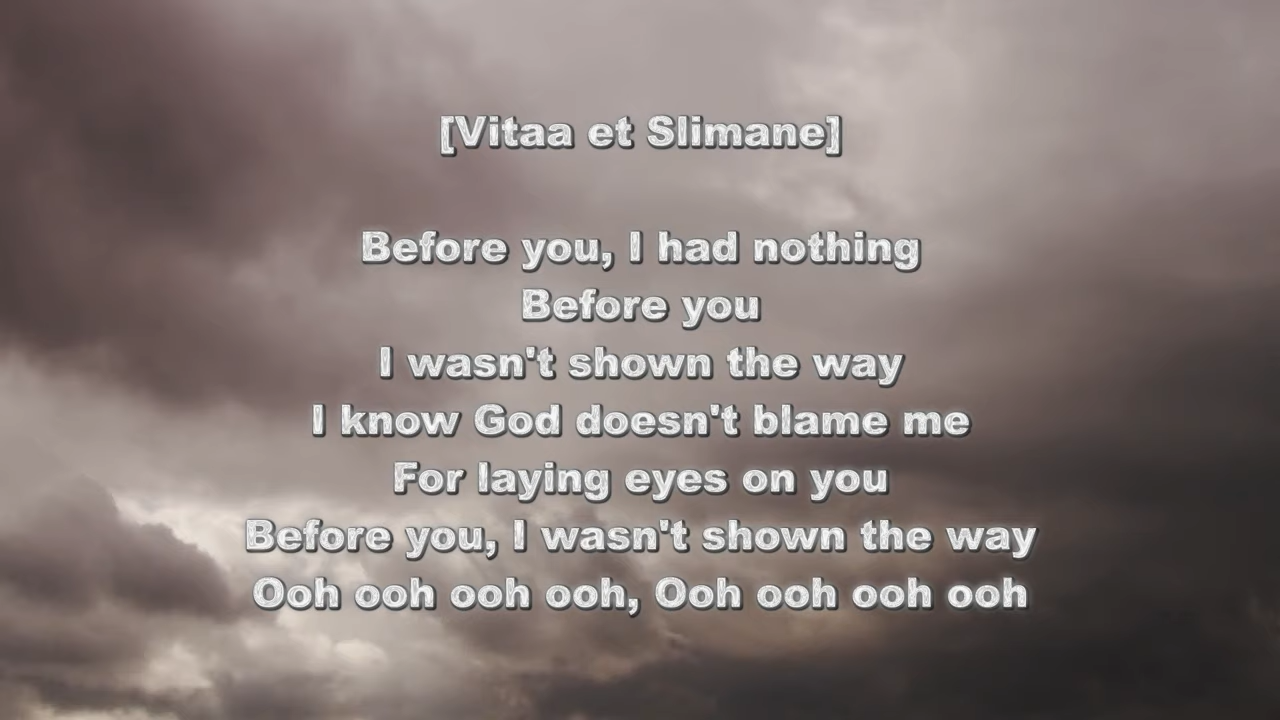 [Vitaa et Slimane]
Before you, I had nothing
Before you
I wasn't shown the way
I know God doesn't blame me
For laying eyes on you
Before you, I wasn't shown the way
Ooh ooh ooh ooh, Ooh ooh ooh ooh